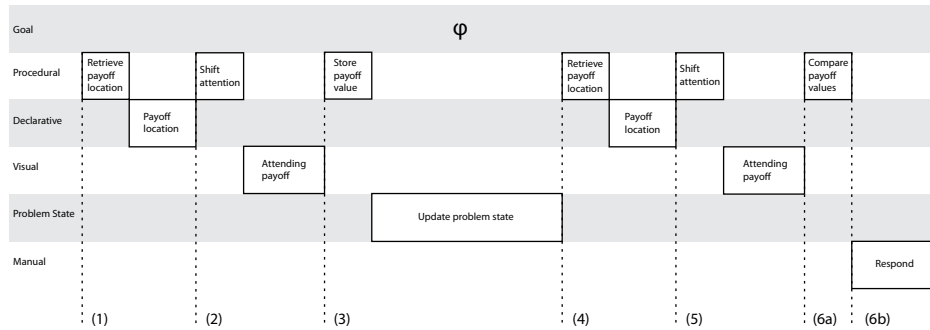 Goal
φ
Procedural
Retrieve
payoff
location
Shift
attention
Store
payoff
value
Retrieve
payoff
location
Shift
attention
Compare
payoff
values
Declarative
Payoff
location
Payoff
location
Visual
Attending
payoff
Attending
payoff
Problem State
Update problem state
Manual
Respond
(1)
(2)
(3)
(4)
(5)
(6a)
(6b)